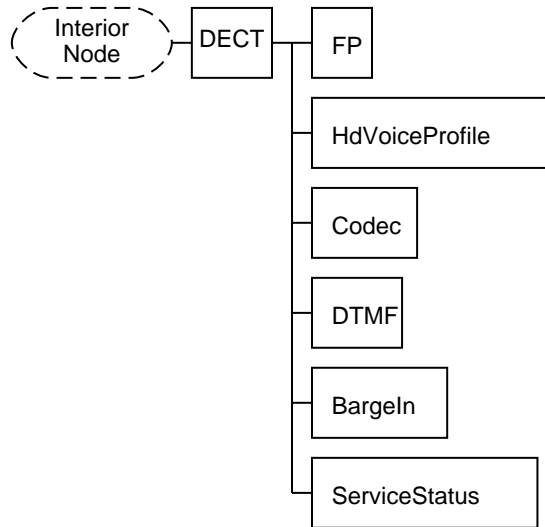 Interior
Node
DECT
FP
HdVoiceProfile
Codec
DTMF
BargeIn
ServiceStatus